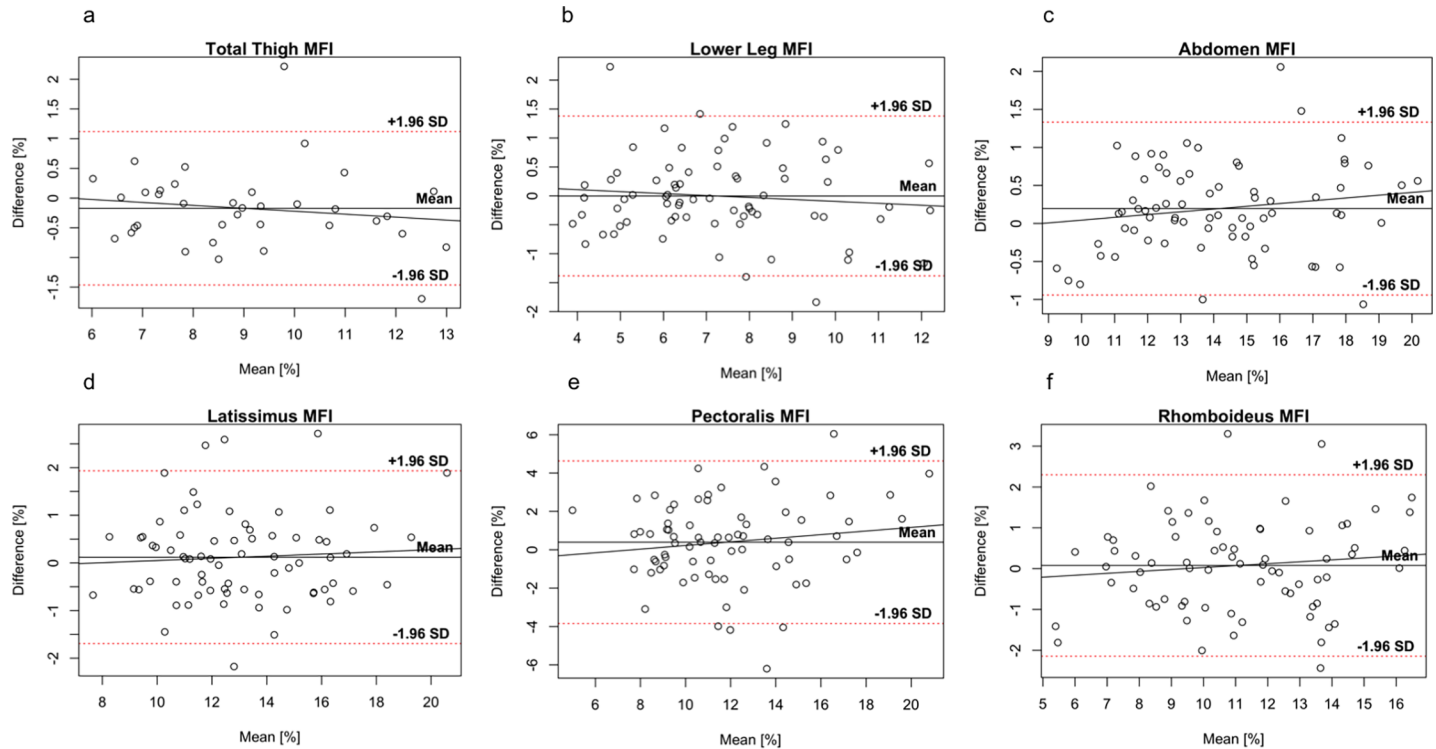 a
Total Thigh MFI
Difference [%]
2
1.5
1
0.5
-0.5
-1.5
+1.96 SD
Mean
-1.96 SD
6 7 8 9 10 11 12 13
Mean [%]
b
Lower Leg MFI
Difference [%]
2
1.5
1
0.5
0
-1
-2
+1.96 SD
Mean
-1.96 SD
4 5 6 7 8 9 10 11 12
Mean [%]
c
Abdomen MFI
Difference [%]
2
1.5
1
0.5
0
-0.5
-1
+1.96 SD
Mean
-1.96 SD
9 10 11 12 13 14 15 16 17 18 19 20
Mean [%]
d
Latissimus MFI
Difference [%]
2
1
0
-1
-2
+1.96 SD
Mean
-1.96 SD
8 10 12 14 16 18 20
Mean [%]
e
Pectoralis MFI
Difference [%]
6
4
2
0
-2
-4
-6
+1.96 SD
Mean
-1.96 SD
6 8 10 12 14 16 18 20
Mean [%]
f
Rhomboideus MFI
Difference [%]
3
2
1
0
-1
-2
+1.96 SD
Mean
-1.96 SD
5 6 7 8 9 10 11 12 13 14 15 16
Mean [%]